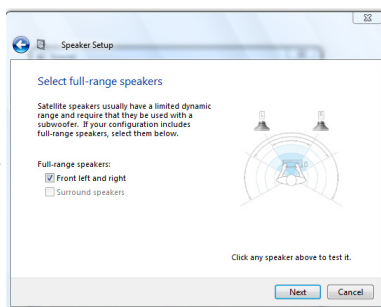 Speaker Setup
Select full-range speakers
Satellite speakers usually have a limited dynamic
range and require that they be used with a
subwoofer. If your configuration includes
full-range speakers, select them below.
Full-range speakers:
Front left and right
Surround speakers
L R
Click any speaker above to test it.
Next Cancel